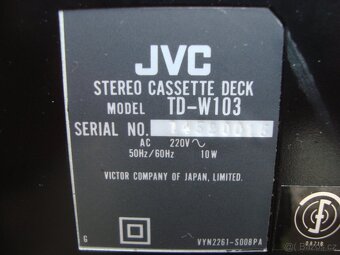 JVC
STEREO CASSETTE DECK
MODEL TD-W103
SERIAL NO.
AC 220V
50Hz/60Hz 10W
VICTOR COMPANY OF JAPAN, LIMITED.
G
VYN2261-S00BPA